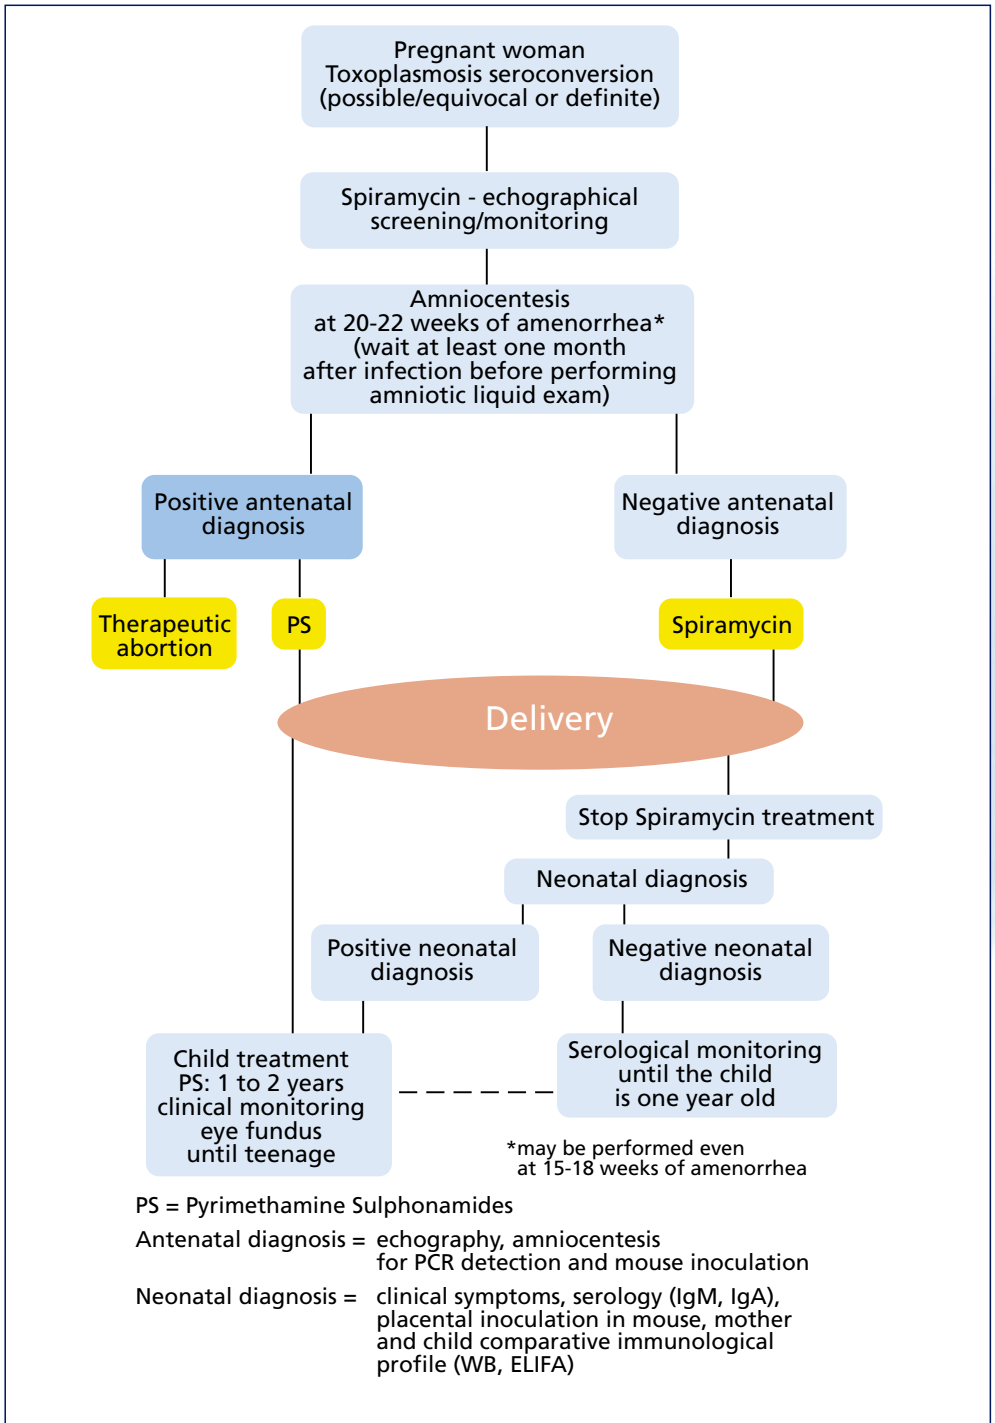 Pregnant woman
Toxoplasmosis seroconversion
(possible/equivocal or definite)
Spiramycin - echographical
screening/monitoring
Amniocentesis
at 20-22 weeks of amenorrhea*
(wait at least one month
after infection before performing
amniotic liquid exam)
Positive antenatal
diagnosis
Negative antenatal
diagnosis
Therapeutic
abortion
PS
Spiramycin
Delivery
Stop Spiramycin treatment
Neonatal diagnosis
Positive neonatal
diagnosis
Negative neonatal
diagnosis
Child treatment
PS: 1 to 2 years
clinical monitoring
eye fundus
until teenage
Serological monitoring
until the child
is one year old
*may be performed even
at 15-18 weeks of amenorrhea
PS = Pyrimethamine Sulphonamides
Antenatal diagnosis = echography, amniocentesis
for PCR detection and mouse inoculation
Neonatal diagnosis = clinical symptoms, serology (IgM, IgA),
placental inoculation in mouse, mother
and child comparative immunological
profile (WB, ELIFA)